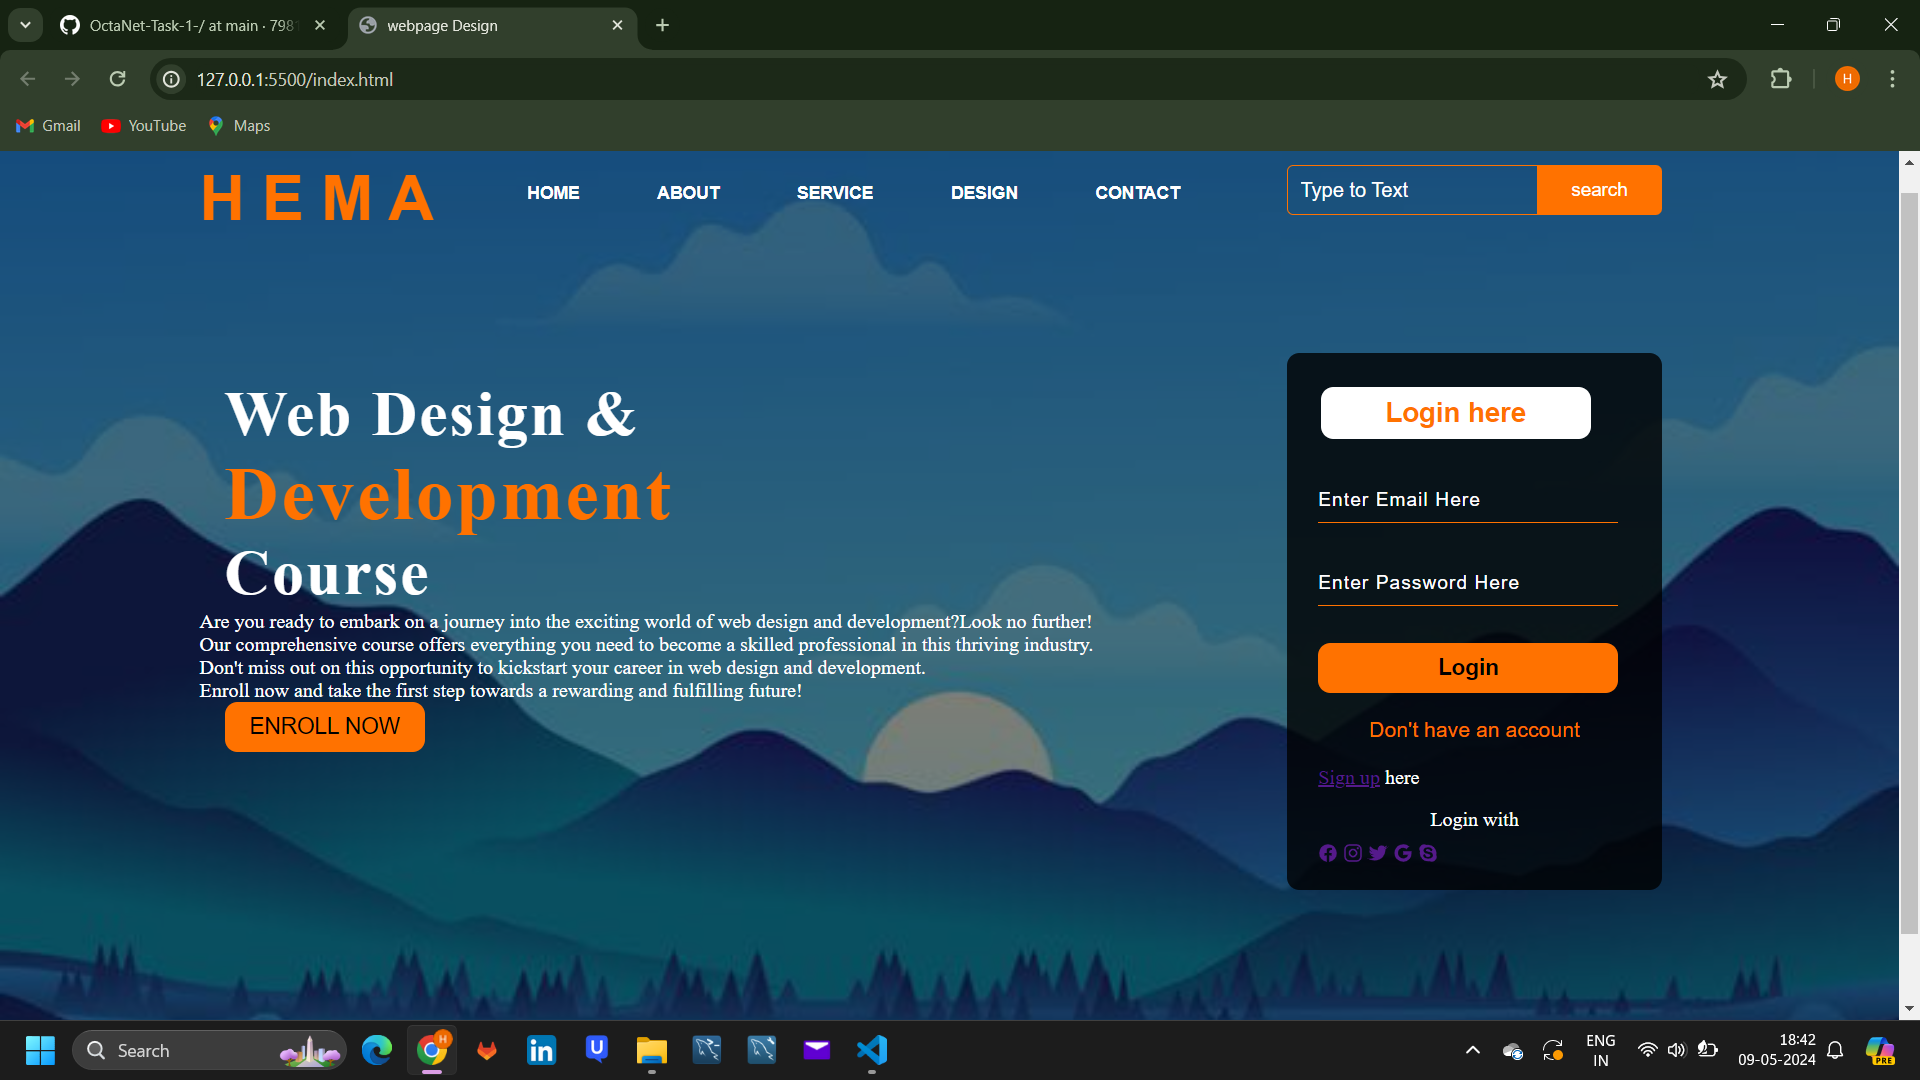 OctaNet-Task-1-/ at main · 798
webpage Design
127.0.0.1:5500/index.html
H
Gmail
YouTube
Maps
HEMA
HOME
ABOUT
SERVICE
DESIGN
CONTACT
Type to Text
search
Web Design &
Development
Course
Are you ready to embark on a journey into the exciting world of web design and development?Look no further!
Our comprehensive course offers everything you need to become a skilled professional in this thriving industry.
Don't miss out on this opportunity to kickstart your career in web design and development.
Enroll now and take the first step towards a rewarding and fulfilling future!
ENROLL NOW
Login here
Enter Email Here
Enter Password Here
Login
Don't have an account
Sign up here
Login with
Search
H
ENG
IN
18:42
09-05-2024
PRE